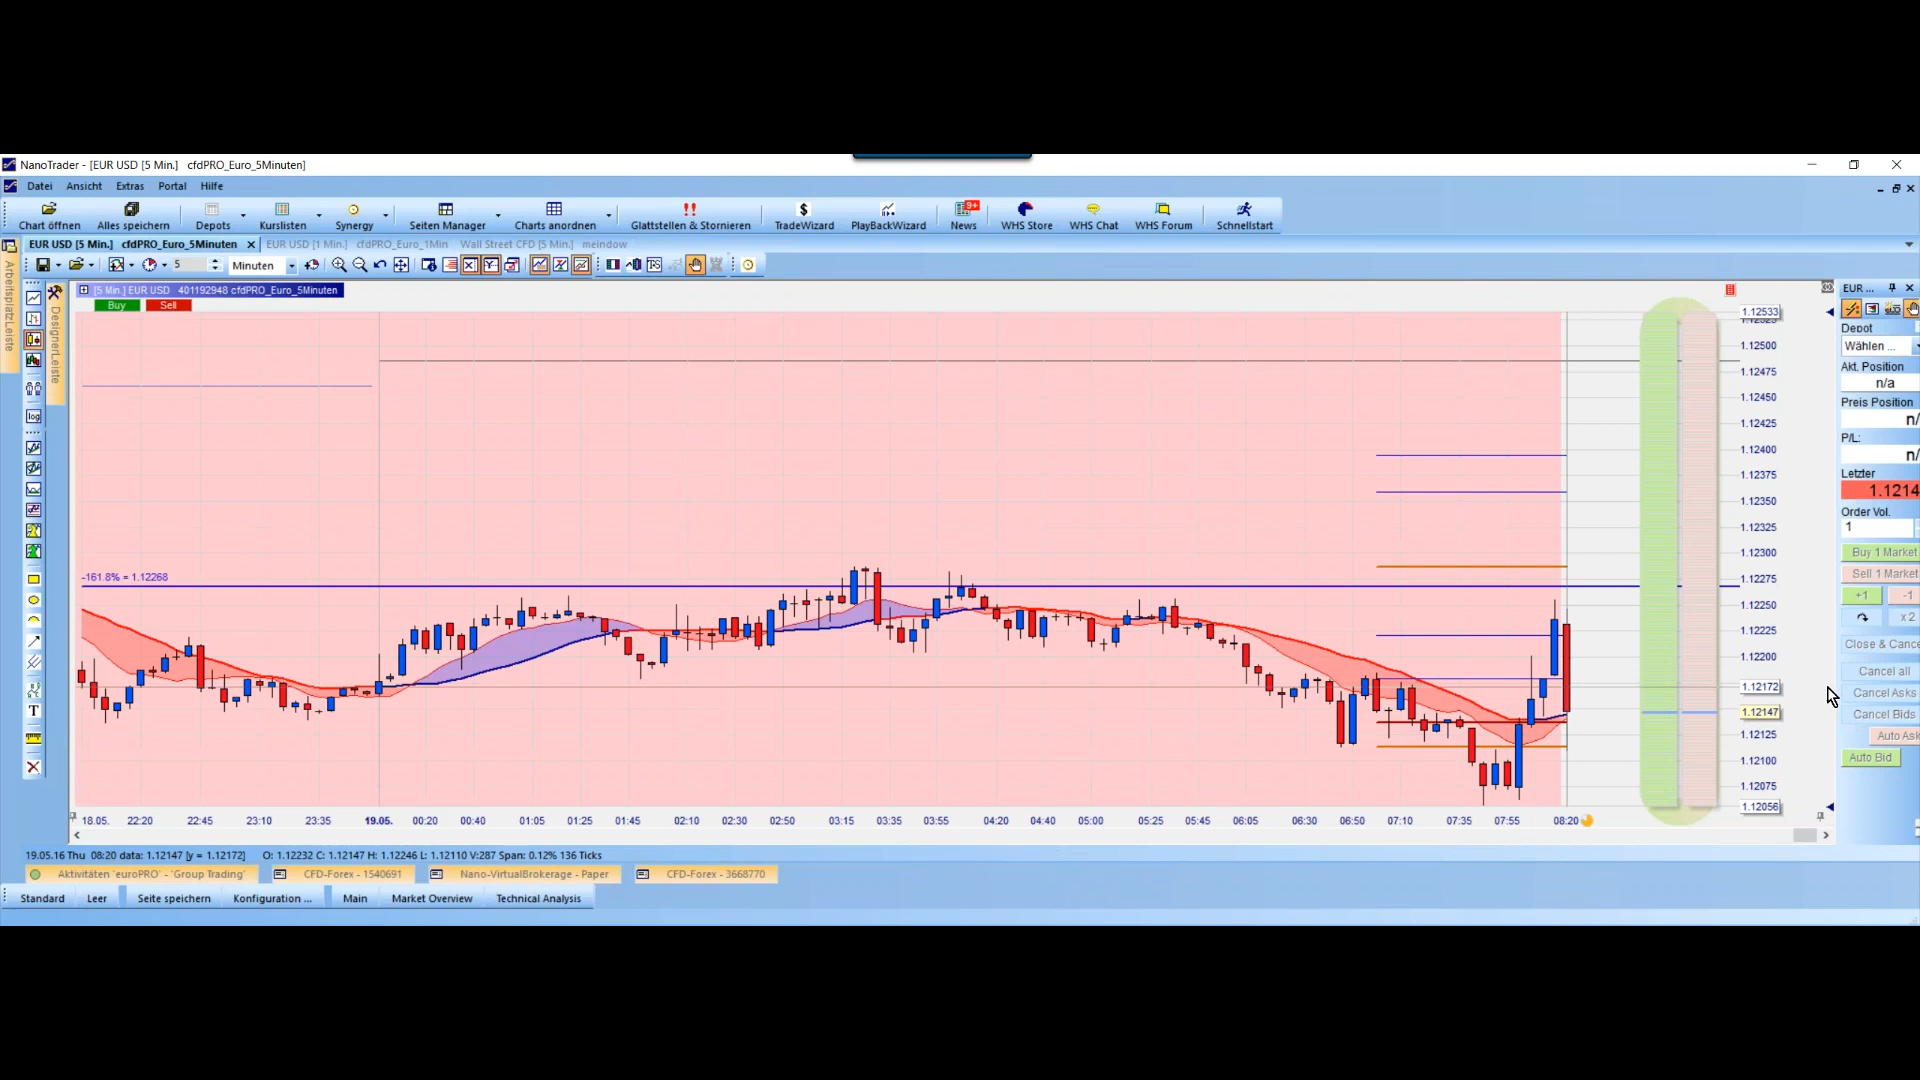 NanoTrader - [EUR USD [5 Min.] cfdPRO_Euro_5Minuten]
Datei Ansicht Extras Portal Hilfe
Chart öffnen Alles speichern Depots Kurslisten Synergy Seiten Manager Charts anordnen Glattstellen & Stornieren TradeWizard PlayBackWizard News 9+ WHS Store WHS Chat WHS Forum Schnellstart
EUR USD [5 Min.] cfdPRO_Euro_5Minuten EUR USD [1 Min.] cfdPRO_Euro_1Min Wall Street CFD [5 Min.] meindow
5 Minuten
ArbeitsplatzLeiste
DesignerLeiste
[5 Min.] EUR USD 401192948 cfdPRO_Euro_5Minuten
Buy Sell
-161.8% = 1.12268
1.12533
1.12500
1.12475
1.12450
1.12425
1.12400
1.12375
1.12350
1.12325
1.12300
1.12275
1.12250
1.12225
1.12200
1.12172
1.12147
1.12125
1.12100
1.12075
1.12056
EUR ...
Depot
Wählen ...
Akt. Position
n/a
Preis Position
n/
P/L:
n/
Letzter
1.1214
Order Vol.
1
Buy 1 Market
Sell 1 Market
+1 -1
x 2
Close & Cance
Cancel all
Cancel Asks
Cancel Bids
Auto Ask
Auto Bid
log
T
18.05. 22:20 22:45 23:10 23:35 19.05. 00:20 00:40 01:05 01:25 01:45 02:10 02:30 02:50 03:15 03:35 03:55 04:20 04:40 05:00 05:25 05:45 06:05 06:30 06:50 07:10 07:35 07:55 08:20
19.05.16 Thu 08:20 data: 1.12147 [y = 1.12172] O: 1.12232 C: 1.12147 H: 1.12246 L: 1.12110 V:287 Span: 0.12% 136 Ticks
Aktivitäten 'euroPRO' - 'Group Trading' CFD-Forex - 1540691 Nano-VirtualBrokerage - Paper CFD-Forex - 3668770
Standard Leer Seite speichern Konfiguration ... Main Market Overview Technical Analysis